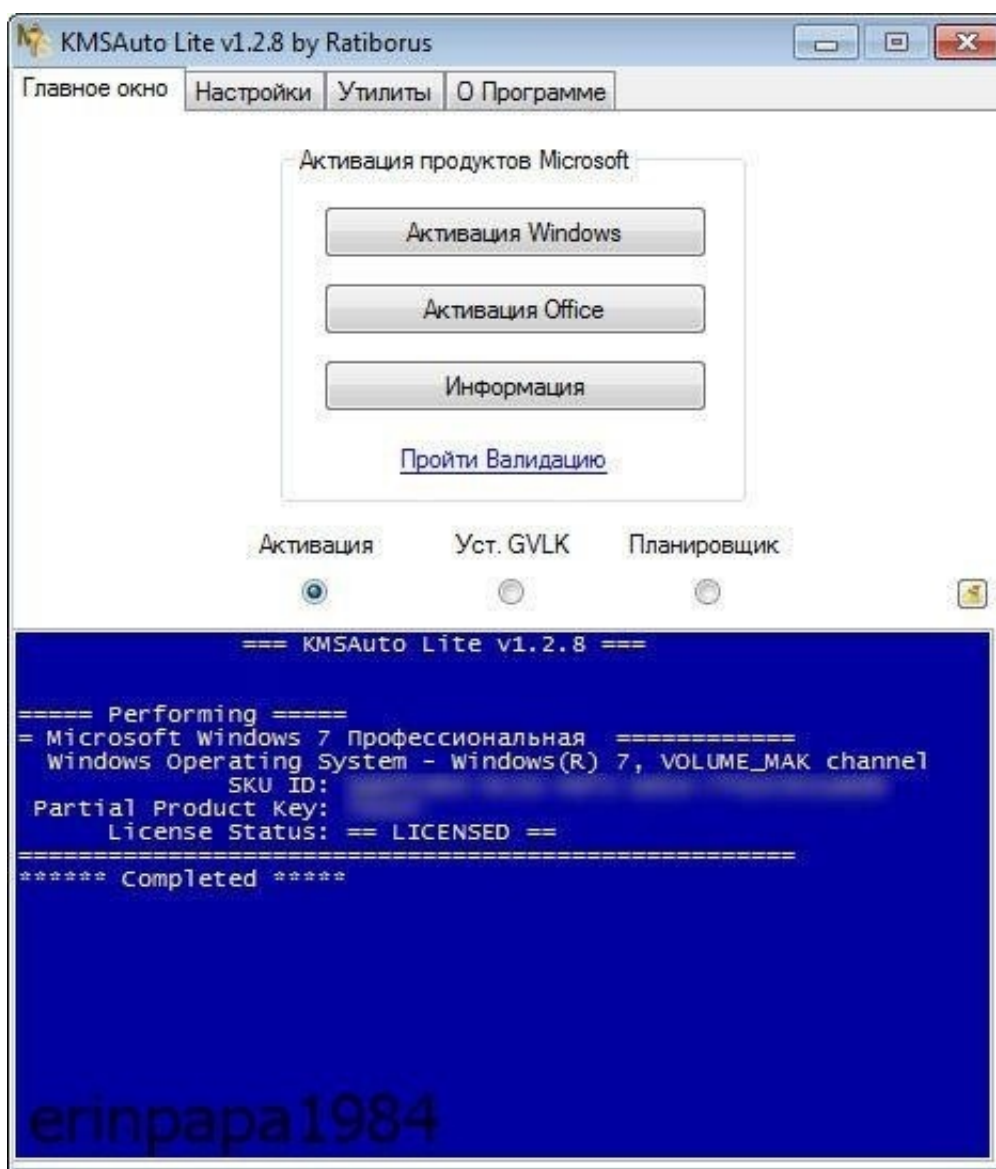 KMSAuto Lite v1.2.8 by Ratiborus
Главное окно Настройки Утилиты О Программе
Активация продуктов Microsoft
Активация Windows
Активация Office
Информация
Пройти Валидацию
Активация Уст. GVLK Планировщик
=== KMSAuto Lite v1.2.8 ===
===== Performing =====
= Microsoft Windows 7 Профессиональная ============
Windows Operating System - Windows(R) 7, VOLUME_MAK channel
SKU ID:
Partial Product Key:
License Status: == LICENSED ==
====================================================
****** Completed *****
erinpapa1984